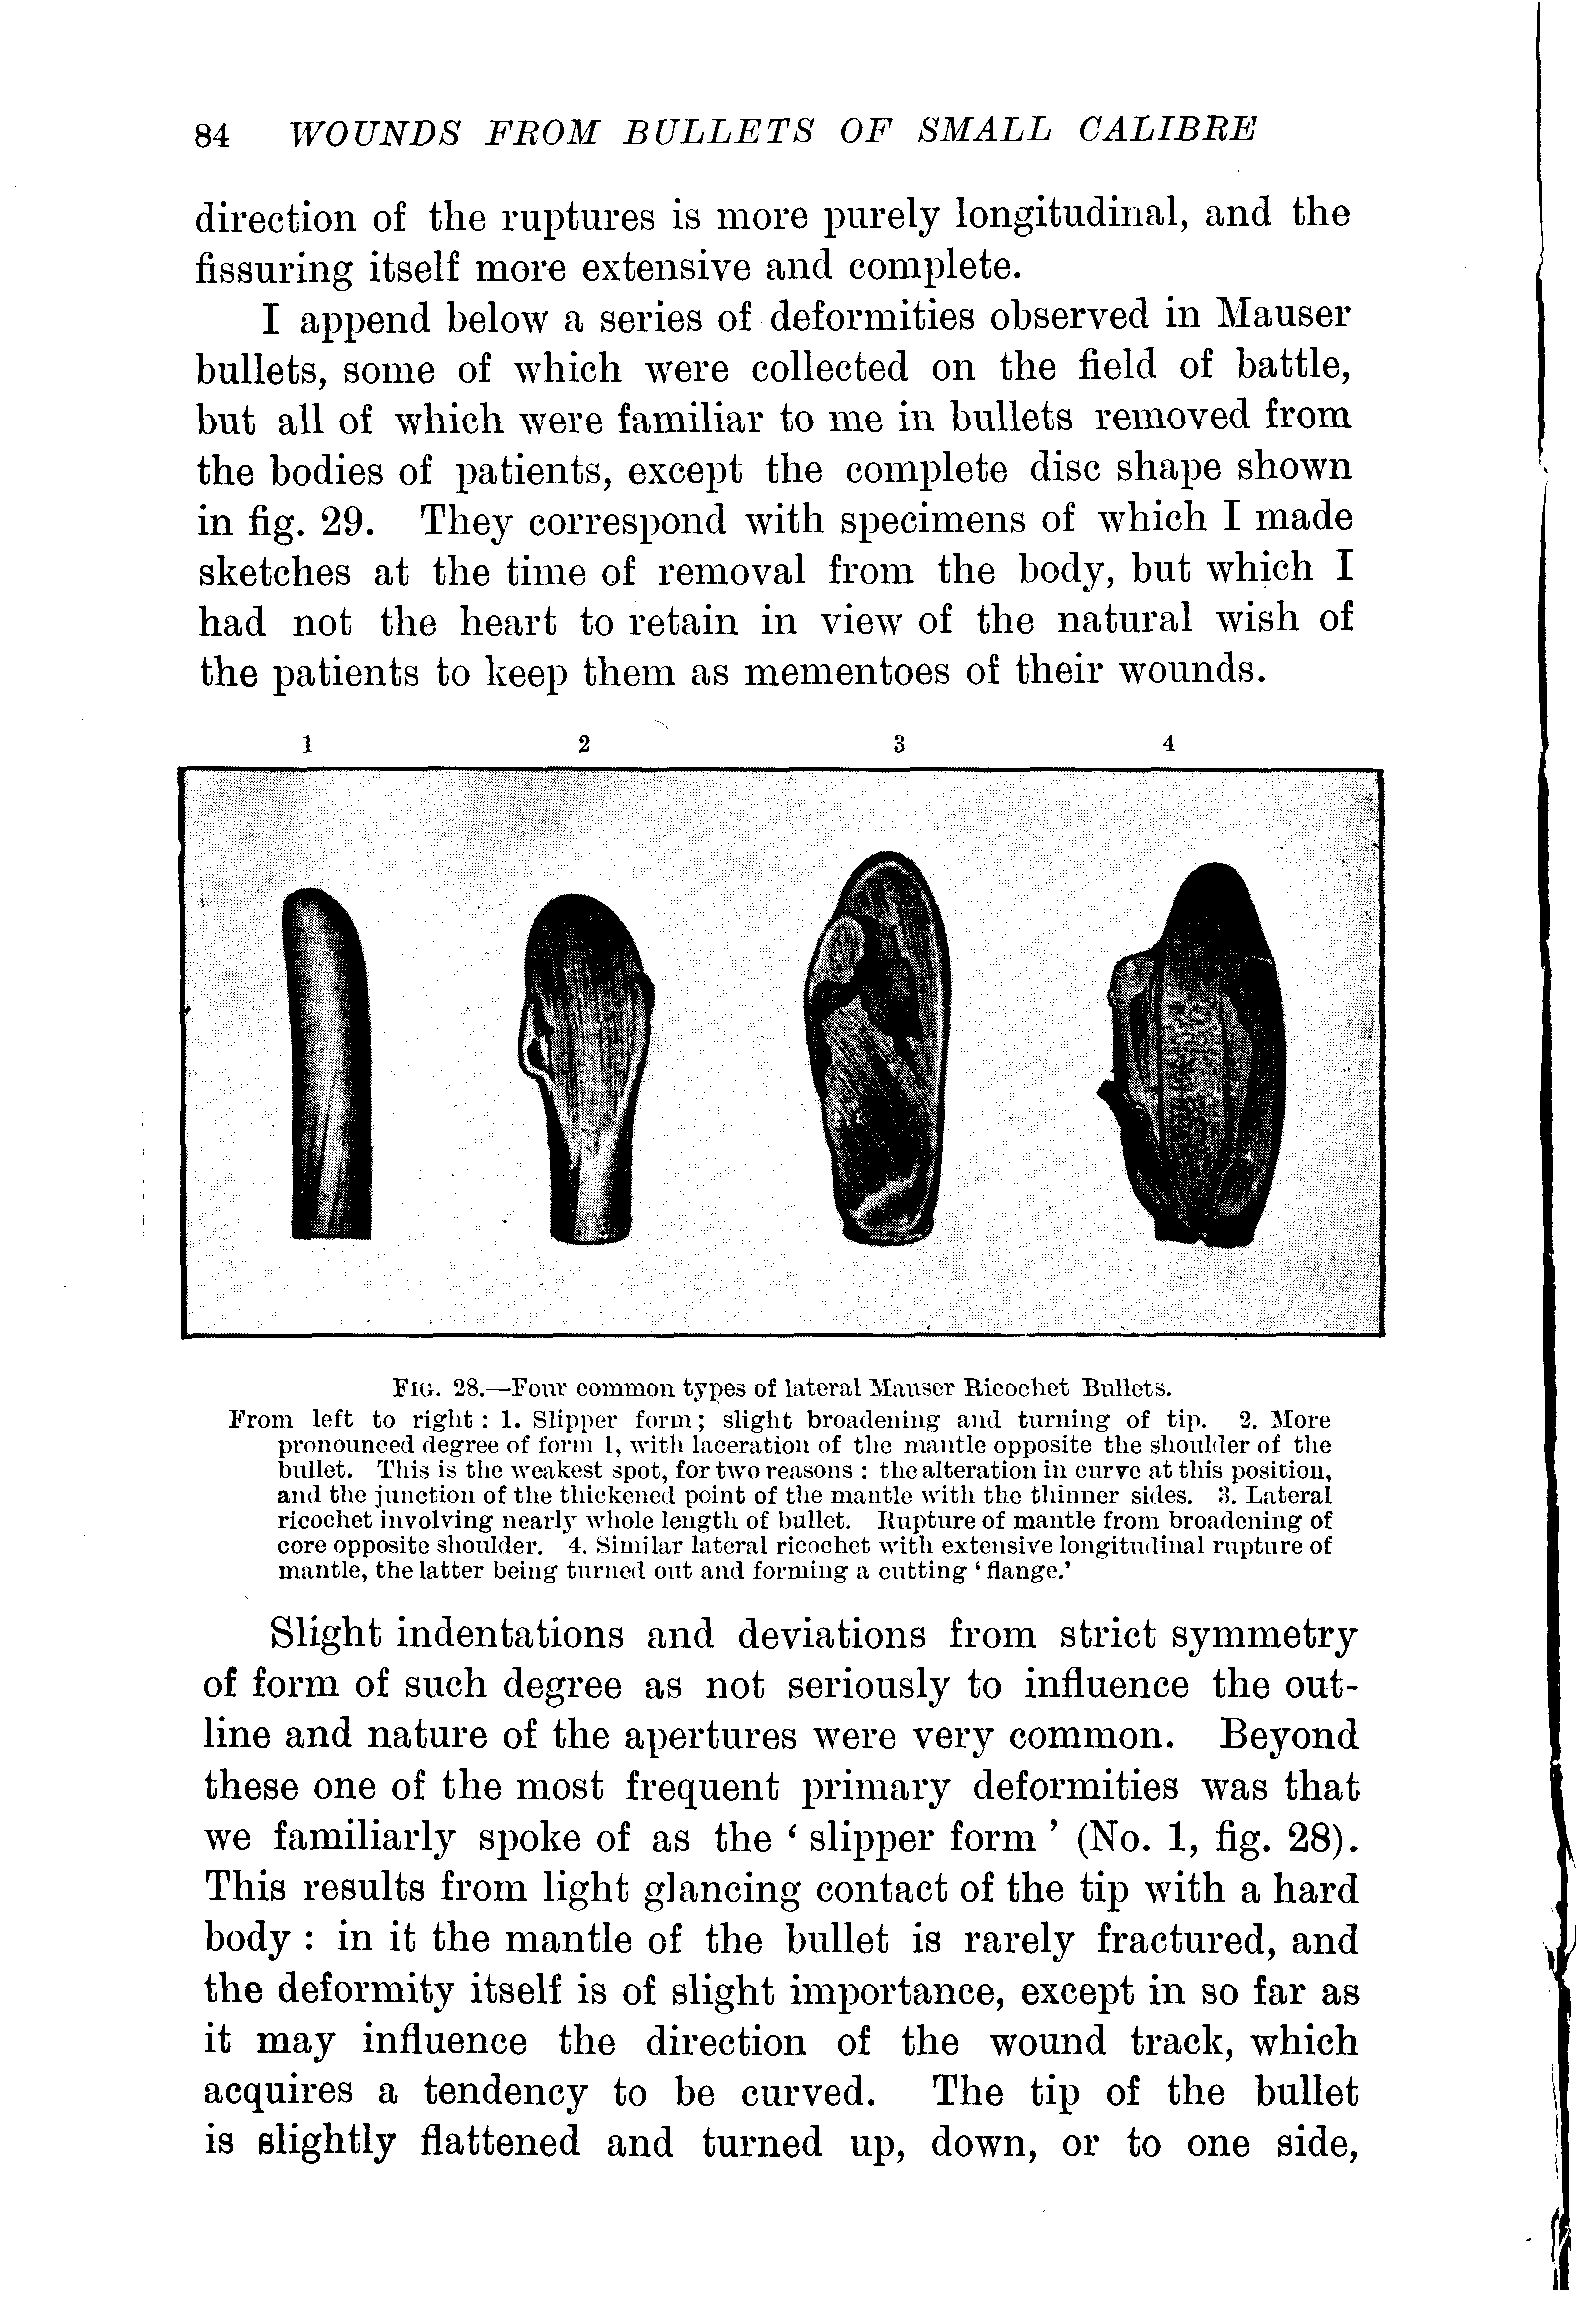 84 WOUNDS FROM BULLETS OF SMALL CALIBRE
direction of the ruptures is more purely longitudinal, and the
fissuring itself more extensive and complete.
I append below a series of deformities observed in Mauser
bullets, some of which were collected on the field of battle,
but all of which were familiar to me in bullets removed from
the bodies of patients, except the complete disc shape shown
in fig. 29. They correspond with specimens of which I made
sketches at the time of removal from the body, but which I
had not the heart to retain in view of the natural wish of
the patients to keep them as mementoes of their wounds.
1 2 3 4
FIG. 28.—Four common types of lateral Mauser Ricochet Bullets.
From left to right : 1. Slipper form; slight broadening and turning of tip. 2. More
pronounced degree of form 1, with laceration of the mantle opposite the shoulder of the
bullet. This is the weakest spot, for two reasons : the alteration in curve at this position,
and the junction of the thickened point of the mantle with the thinner sides. 3. Lateral
ricochet involving nearly whole length of bullet. Rupture of mantle from broadening of
core opposite shoulder. 4. Similar lateral ricochet with extensive longitudinal rupture of
mantle, the latter being turned out and forming a cutting ‘flange.’
Slight indentations and deviations from strict symmetry
of form of such degree as not seriously to influence the out-
line and nature of the apertures were very common. Beyond
these one of the most frequent primary deformities was that
we familiarly spoke of as the ‘ slipper form ’ (No. 1, fig. 28).
This results from light glancing contact of the tip with a hard
body : in it the mantle of the bullet is rarely fractured, and
the deformity itself is of slight importance, except in so far as
it may influence the direction of the wound track, which
acquires a tendency to be curved. The tip of the bullet
is slightly flattened and turned up, down, or to one side,